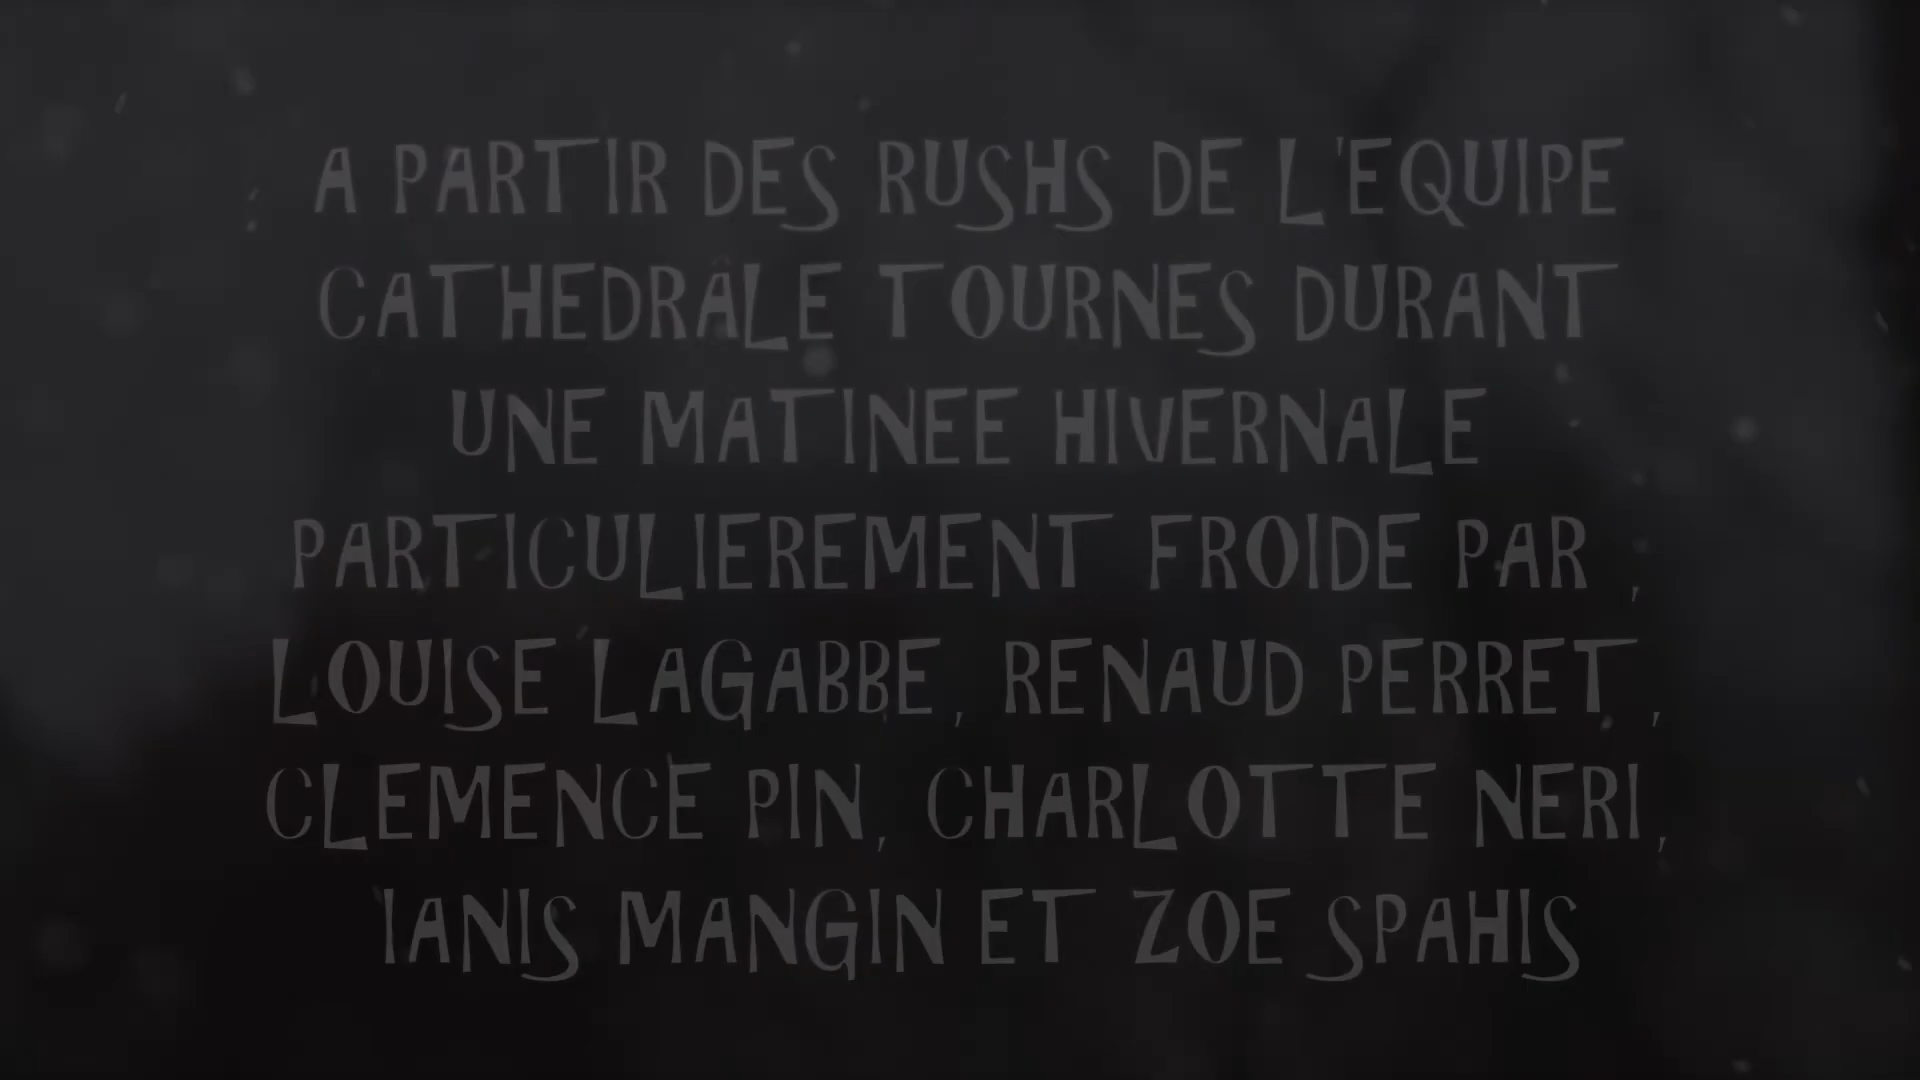 A PARTIR DES RUSHS DE L'EQUIPE
CATHEDRALE TOURNES DURANT
UNE MATINEE HIVERNALE
PARTICULIEREMENT FROIDE PAR ,
LOUISE LAGABBE, RENAUD PERRET ,
CLEMENCE PIN, CHARLOTTE NERI,
IANIS MANGIN ET ZOE SPAHIS